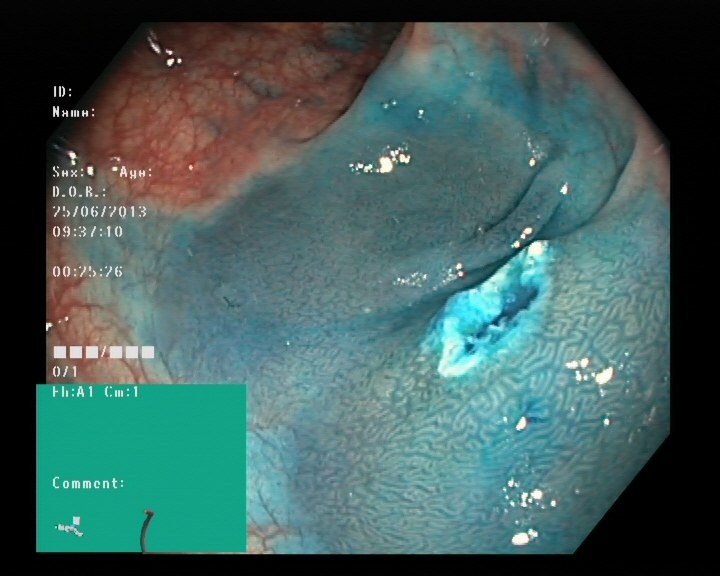 ID:
Name:
Sex: Age:
D.O.B.:
25/06/2013
09:37:10
00:25:26
0/1
Eh:A1 Cm:1
Comment: